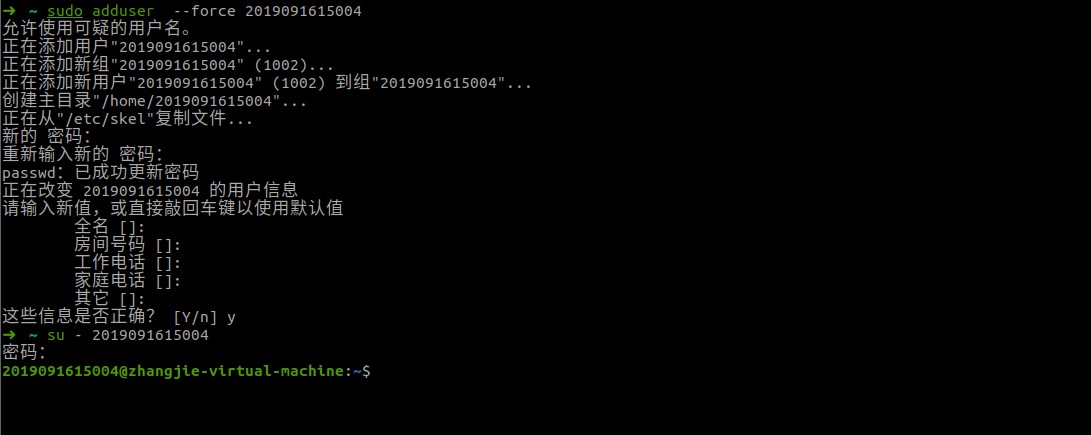 ➜ ~ sudo adduser  --force 2019091615004
允许使用可疑的用户名。
正在添加用户"2019091615004"...
正在添加新组"2019091615004" (1002)...
正在添加新用户"2019091615004" (1002) 到组"2019091615004"...
创建主目录"/home/2019091615004"...
正在从"/etc/skel"复制文件...
新的 密码：
重新输入新的 密码：
passwd：已成功更新密码
正在改变 2019091615004 的用户信息
请输入新值，或直接敲回车键以使用默认值
全名 []:
房间号码 []:
工作电话 []:
家庭电话 []:
其它 []:
这些信息是否正确？ [Y/n] y
➜ ~ su - 2019091615004
密码：
2019091615004@zhangjie-virtual-machine:~$